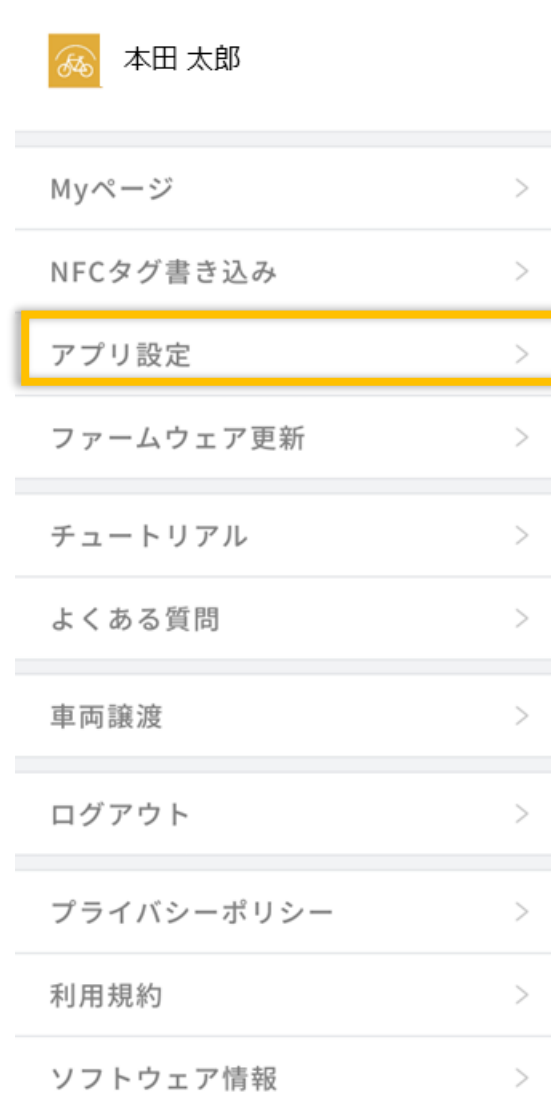 本田 太郎
Myページ
NFCタグ書き込み
アプリ設定
ファームウェア更新
チュートリアル
よくある質問
車両譲渡
ログアウト
プライバシーポリシー
利用規約
ソフトウェア情報